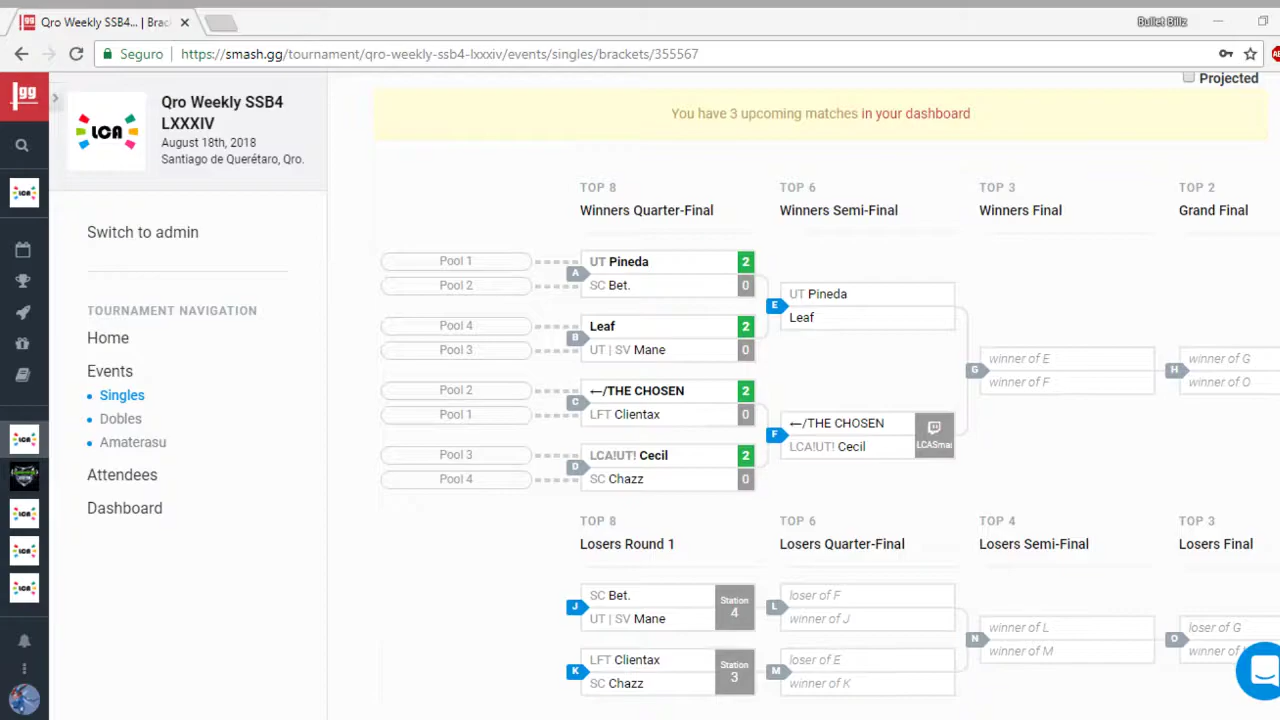 Qro Weekly SSB4... | Brac
Bullet Billz
Seguro
https://smash.gg/tournament/qro-weekly-ssb4-lxxxiv/events/singles/brackets/355567
gg
LCA
Qro Weekly SSB4
LXXXIV
August 18th, 2018
Santiago de Querétaro, Qro.
Projected
You have 3 upcoming matches in your dashboard
Switch to admin
TOURNAMENT NAVIGATION
Home
Events
Singles
Dobles
Amaterasu
Attendees
Dashboard
TOP 8
Winners Quarter-Final
TOP 6
Winners Semi-Final
TOP 3
Winners Final
TOP 2
Grand Final
Pool 1
Pool 2
A
UT Pineda 2
SC Bet. 0
Pool 4
Pool 3
B
Leaf 2
UT | SV Mane 0
Pool 2
Pool 1
C
←/THE CHOSEN 2
LFT Clientax 0
Pool 3
Pool 4
D
LCA!UT! Cecil 2
SC Chazz 0
E
UT Pineda
Leaf
F
←/THE CHOSEN
LCA!UT! Cecil
LCASmas
G
winner of E
winner of F
H
winner of G
winner of O
TOP 8
Losers Round 1
TOP 6
Losers Quarter-Final
TOP 4
Losers Semi-Final
TOP 3
Losers Final
J
SC Bet.
UT | SV Mane
Station
4
K
LFT Clientax
SC Chazz
Station
3
L
loser of F
winner of J
M
loser of E
winner of K
N
winner of L
winner of M
O
loser of G
winner of